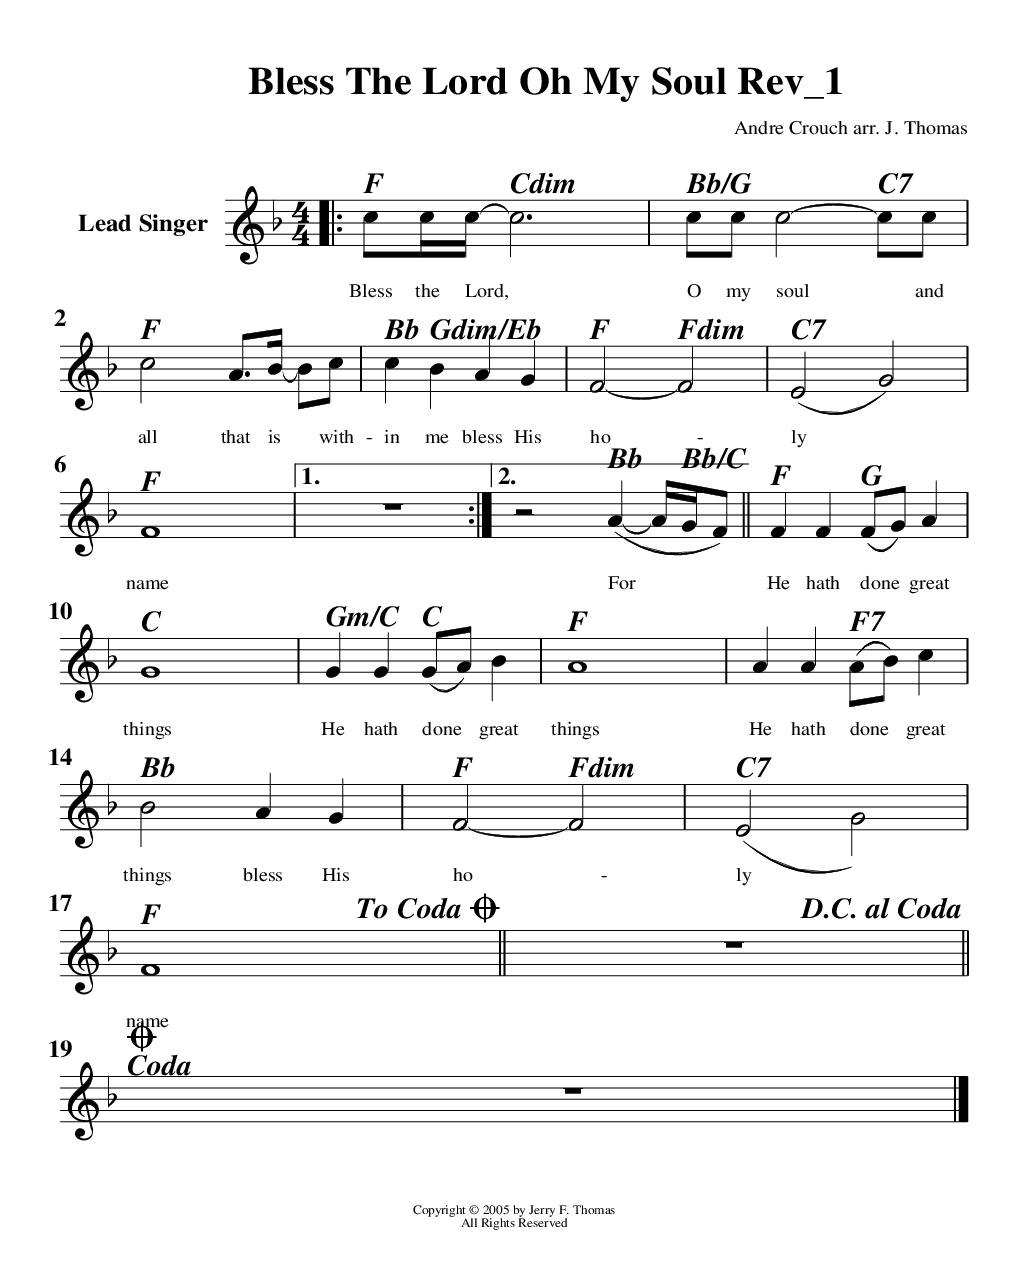 Bless The Lord Oh My Soul Rev_1
Andre Crouch arr. J. Thomas
F Cdim Bb/G C7
Lead Singer 4/4
Bless the Lord, O my soul and
2 F Bb Gdim/Eb F Fdim C7
all that is with - in me bless His ho - ly
6 F 1. 2. Bb Bb/C F G
name For He hath done great
10 C Gm/C C F F7
things He hath done great things He hath done great
14 Bb F Fdim C7
things bless His ho - ly
17 F To Coda D.C. al Coda
name
19 Coda
Copyright © 2005 by Jerry F. Thomas
All Rights Reserved